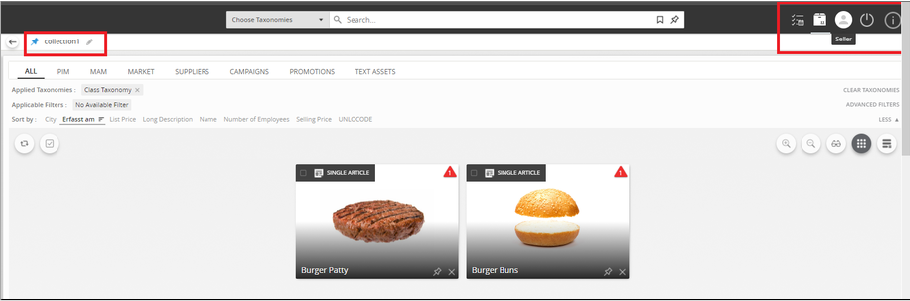 Choose Taxonomies Search...
Seller
collection1
ALL PIM MAM MARKET SUPPLIERS CAMPAIGNS PROMOTIONS TEXT ASSETS
Applied Taxonomies : Class Taxonomy × CLEAR TAXONOMIES
Applicable Filters : No Available Filter ADVANCED FILTERS
Sort by : City Erfasst am List Price Long Description Name Number of Employees Selling Price UNLCCODE LESS
SINGLE ARTICLE SINGLE ARTICLE
Burger Patty Burger Buns